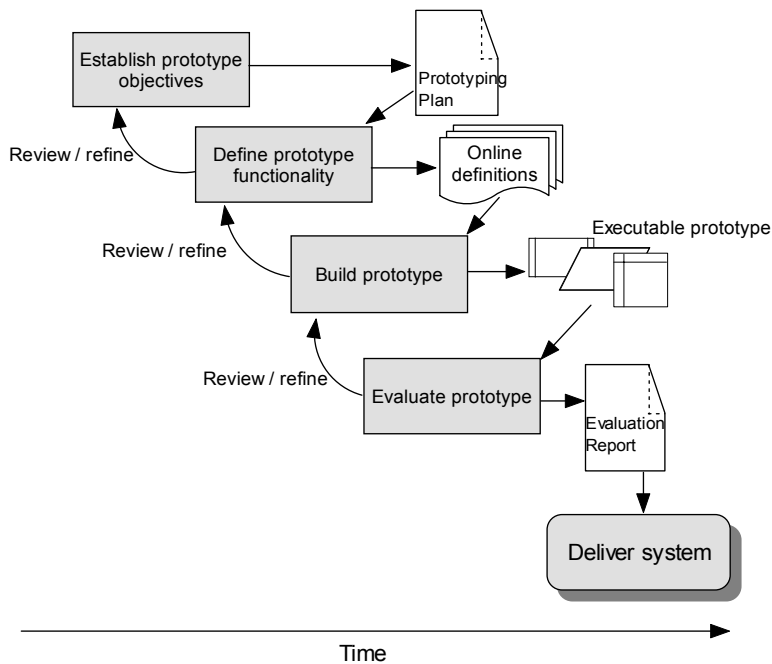 Establish prototype
objectives
Prototyping
Plan
Review / refine
Define prototype
functionality
Online
definitions
Review / refine
Build prototype
Executable prototype
Review / refine
Evaluate prototype
Evaluation
Report
Deliver system
Time